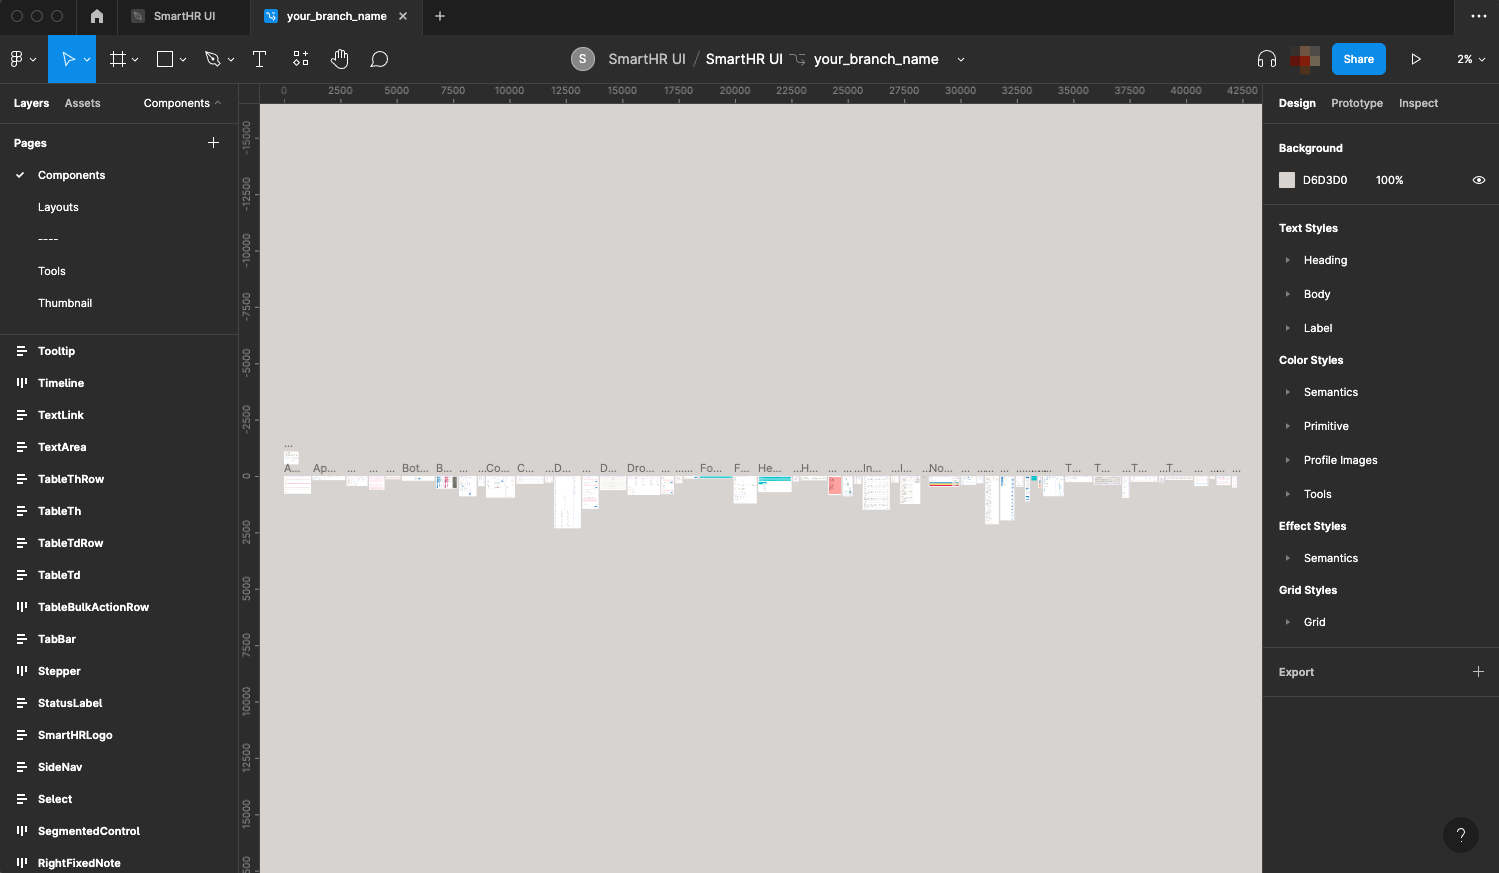 SmartHR UI
your_branch_name
S
SmartHR UI / SmartHR UI
your_branch_name
Share
2%
Layers
Assets
Components
Pages
Components
Layouts
----
Tools
Thumbnail
Tooltip
Timeline
TextLink
TextArea
TableThRow
TableTh
TableTdRow
TableTd
TableBulkActionRow
TabBar
Stepper
StatusLabel
SmartHRLogo
SideNav
Select
SegmentedControl
RightFixedNote
0 2500 5000 7500 10000 12500 15000 17500 20000 22500 25000 27500 30000 32500 35000 37500 40000 42500
-15000
-12500
-10000
-7500
-5000
-2500
0
2500
5000
7500
10000
12500
15000
...
A... Ap... ... ... ... Bot... B... ... ...Co... C... ...D... ... D... Dro... ... ...... Fo... F... He... ...H... ... ... ...In... ...I... ...No... ... ...... ... T... T... ...T... ...T... ... ...... ...
Design
Prototype
Inspect
Background
D6D3D0
100%
Text Styles
Heading
Body
Label
Color Styles
Semantics
Primitive
Profile Images
Tools
Effect Styles
Semantics
Grid Styles
Grid
Export
?